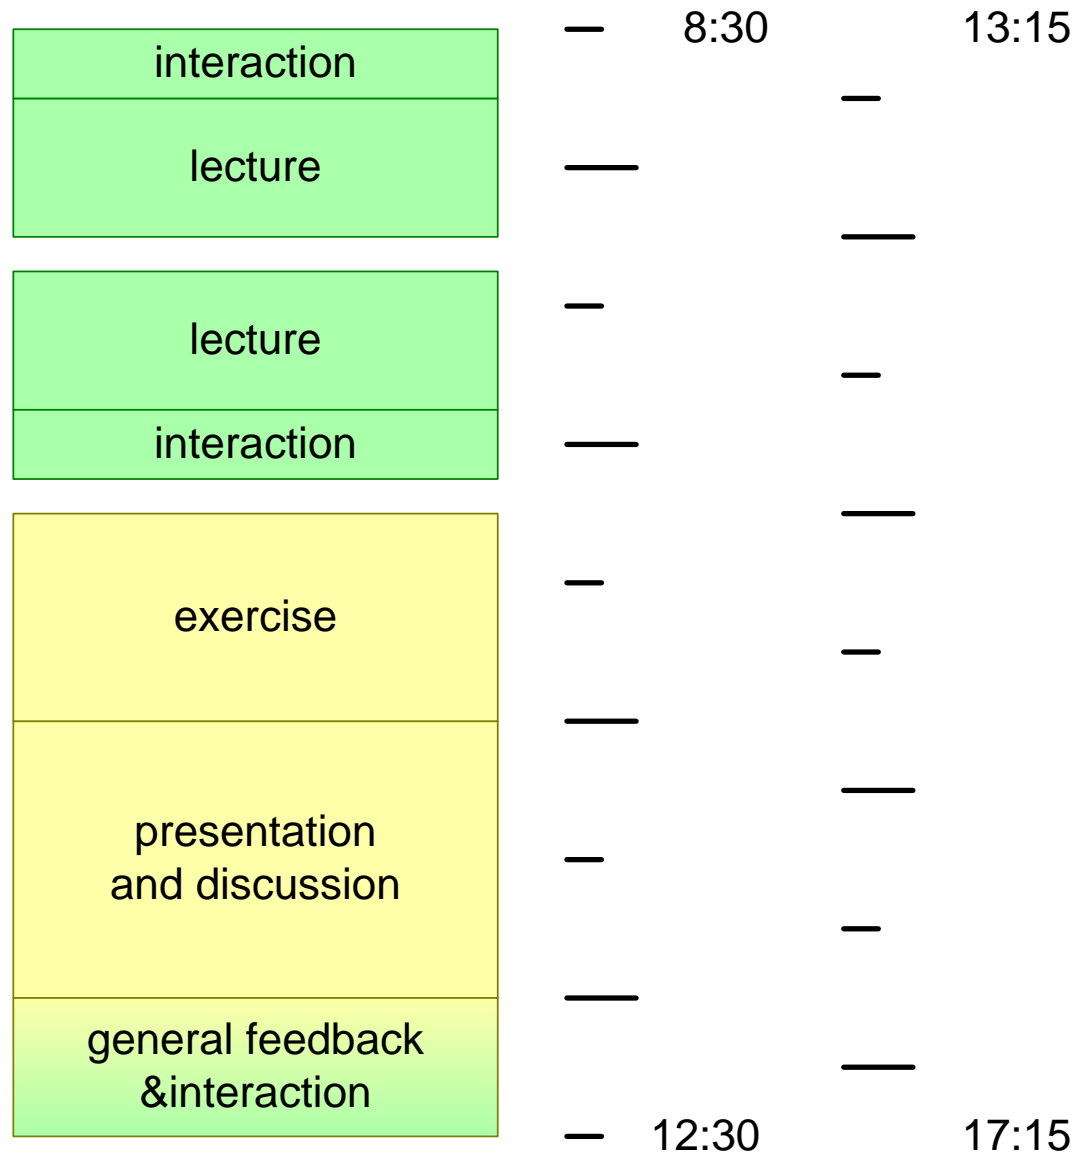 8:30
13:15
interaction
lecture
lecture
interaction
exercise
presentation
and discussion
general feedback
&interaction
12:30
17:15